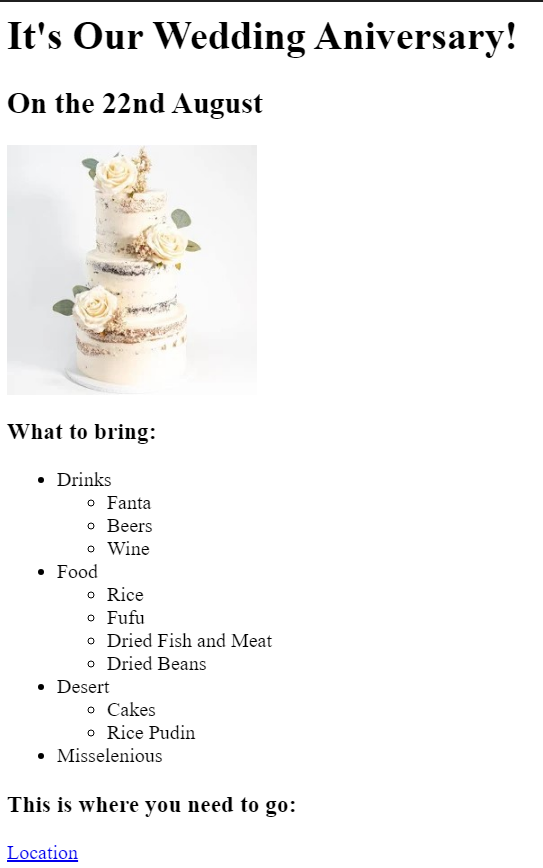 It's Our Wedding Aniversary!
On the 22nd August
What to bring:
Drinks
Fanta
Beers
Wine
Food
Rice
Fufu
Dried Fish and Meat
Dried Beans
Desert
Cakes
Rice Pudin
Misselenious
This is where you need to go:
Location